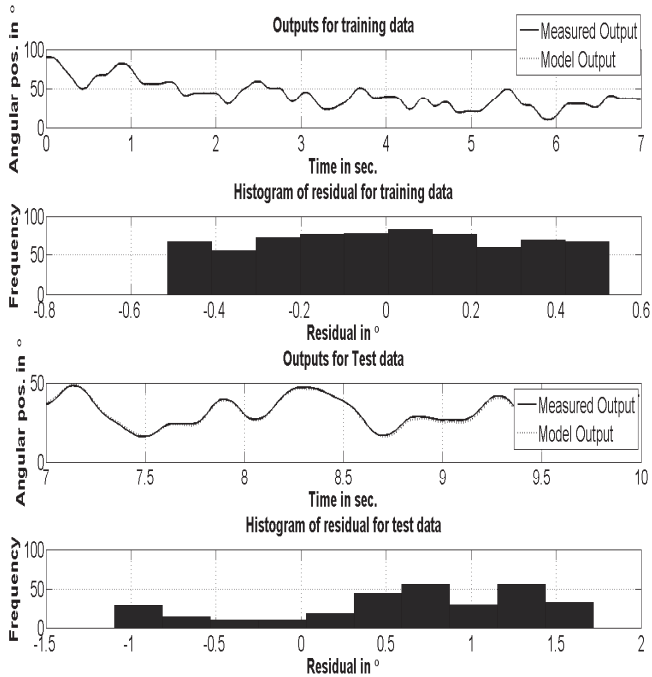 Outputs for training data
Angular pos. in °
100
50
0
Measured Output
Model Output
0 1 2 3 4 5 6 7
Time in sec.
Histogram of residual for training data
Frequency
100
50
0
-0.8 -0.6 -0.4 -0.2 0 0.2 0.4 0.6
Residual in °
Outputs for Test data
Angular pos. in °
50
0
Measured Output
Model Output
7 7.5 8 8.5 9 9.5 10
Time in sec.
Histogram of residual for test data
Frequency
100
50
0
-1.5 -1 -0.5 0 0.5 1 1.5 2
Residual in °